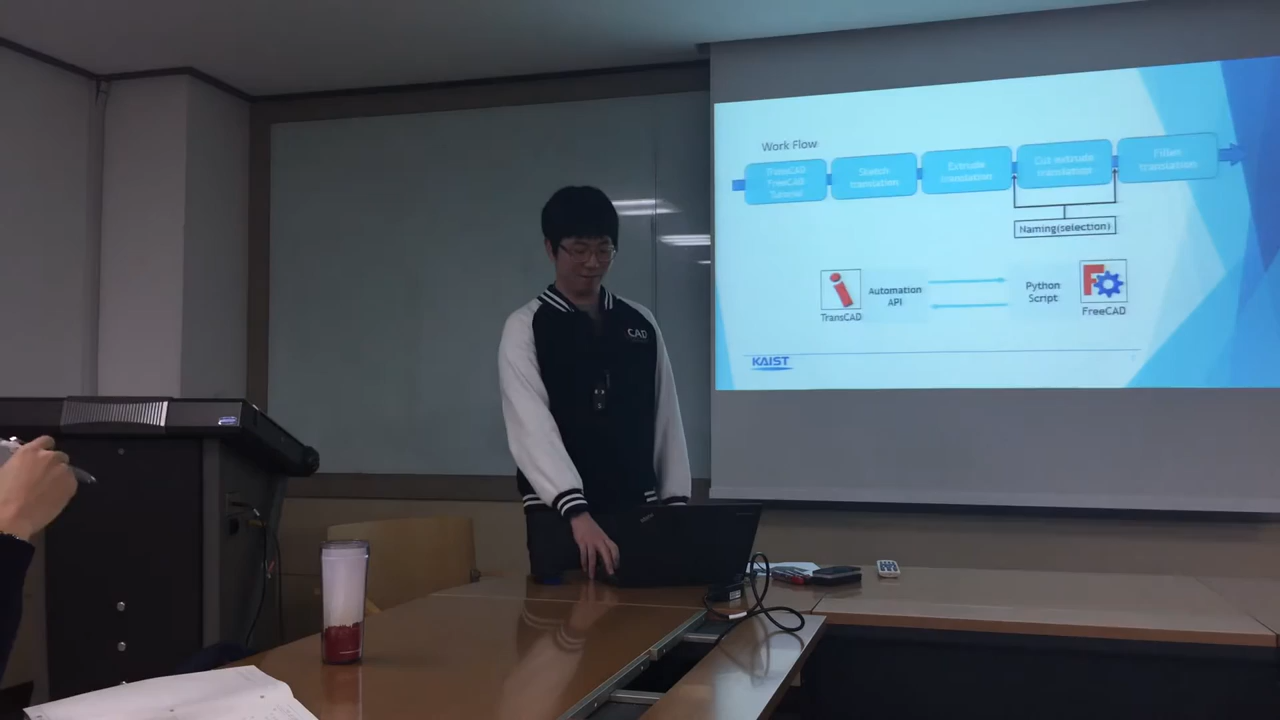 Work Flow
TransCAD
FreeCAD
Tutorial
Sketch
translation
Extrude
translation
Cut extrude
translation
Fillet
translation
Naming(selection)
TransCAD
Automation
API
Python
Script
FreeCAD
KAIST
CAD